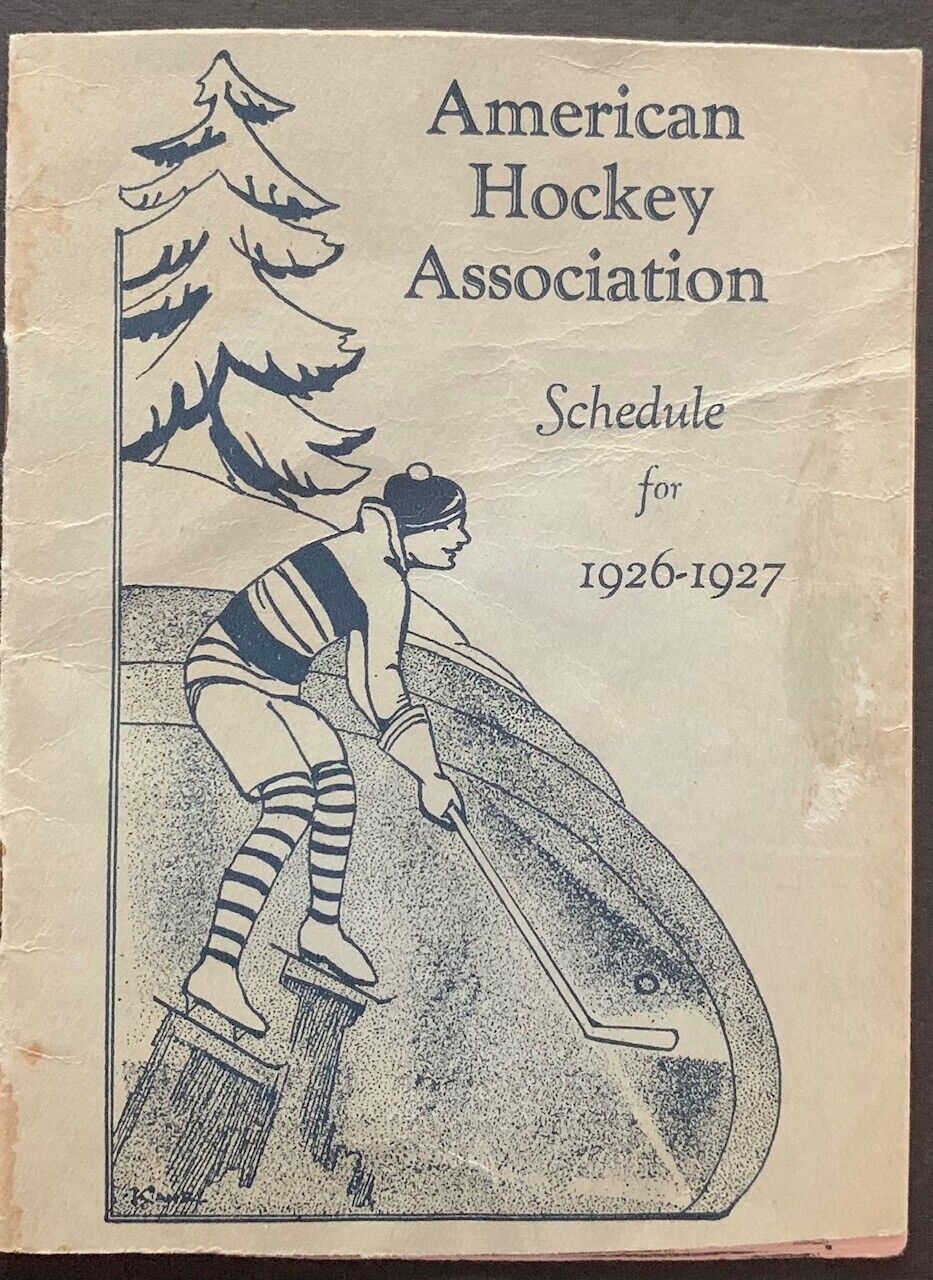 American
Hockey
Association
Schedule
for
1926-1927